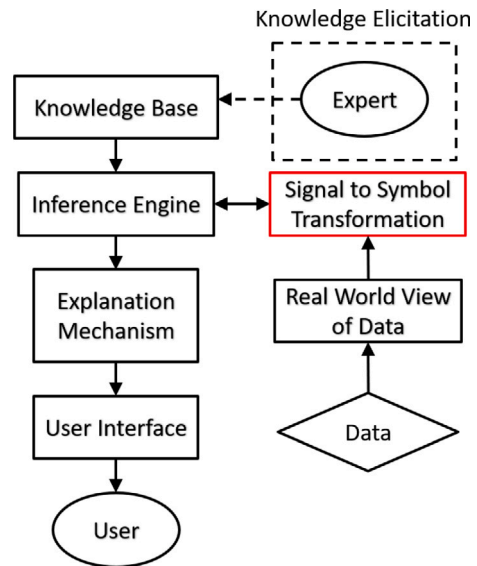 Knowledge Elicitation
Expert
Knowledge Base
Inference Engine
Signal to Symbol
Transformation
Explanation
Mechanism
Real World View
of Data
User Interface
Data
User